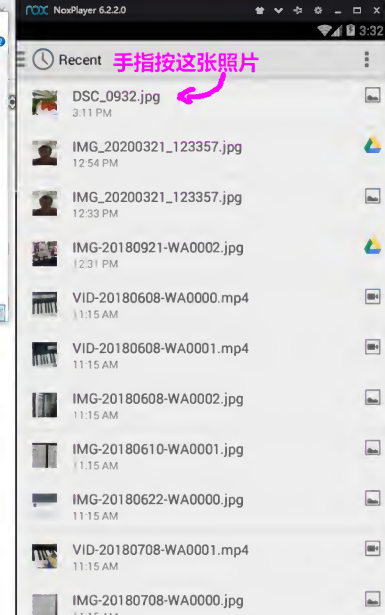 nox NoxPlayer 6.2.2.0
3:32
Recent 手指按这张照片
DSC_0932.jpg
3:11 PM
IMG_20200321_123357.jpg
12:54 PM
IMG_20200321_123357.jpg
12:33 PM
IMG-20180921-WA0002.jpg
12:31 PM
VID-20180608-WA0000.mp4
11:15 AM
VID-20180608-WA0001.mp4
11:15 AM
IMG-20180608-WA0002.jpg
11:15 AM
IMG-20180610-WA0001.jpg
11:15 AM
IMG-20180622-WA0000.jpg
11:15 AM
VID-20180708-WA0001.mp4
11:15 AM
IMG-20180708-WA0000.jpg